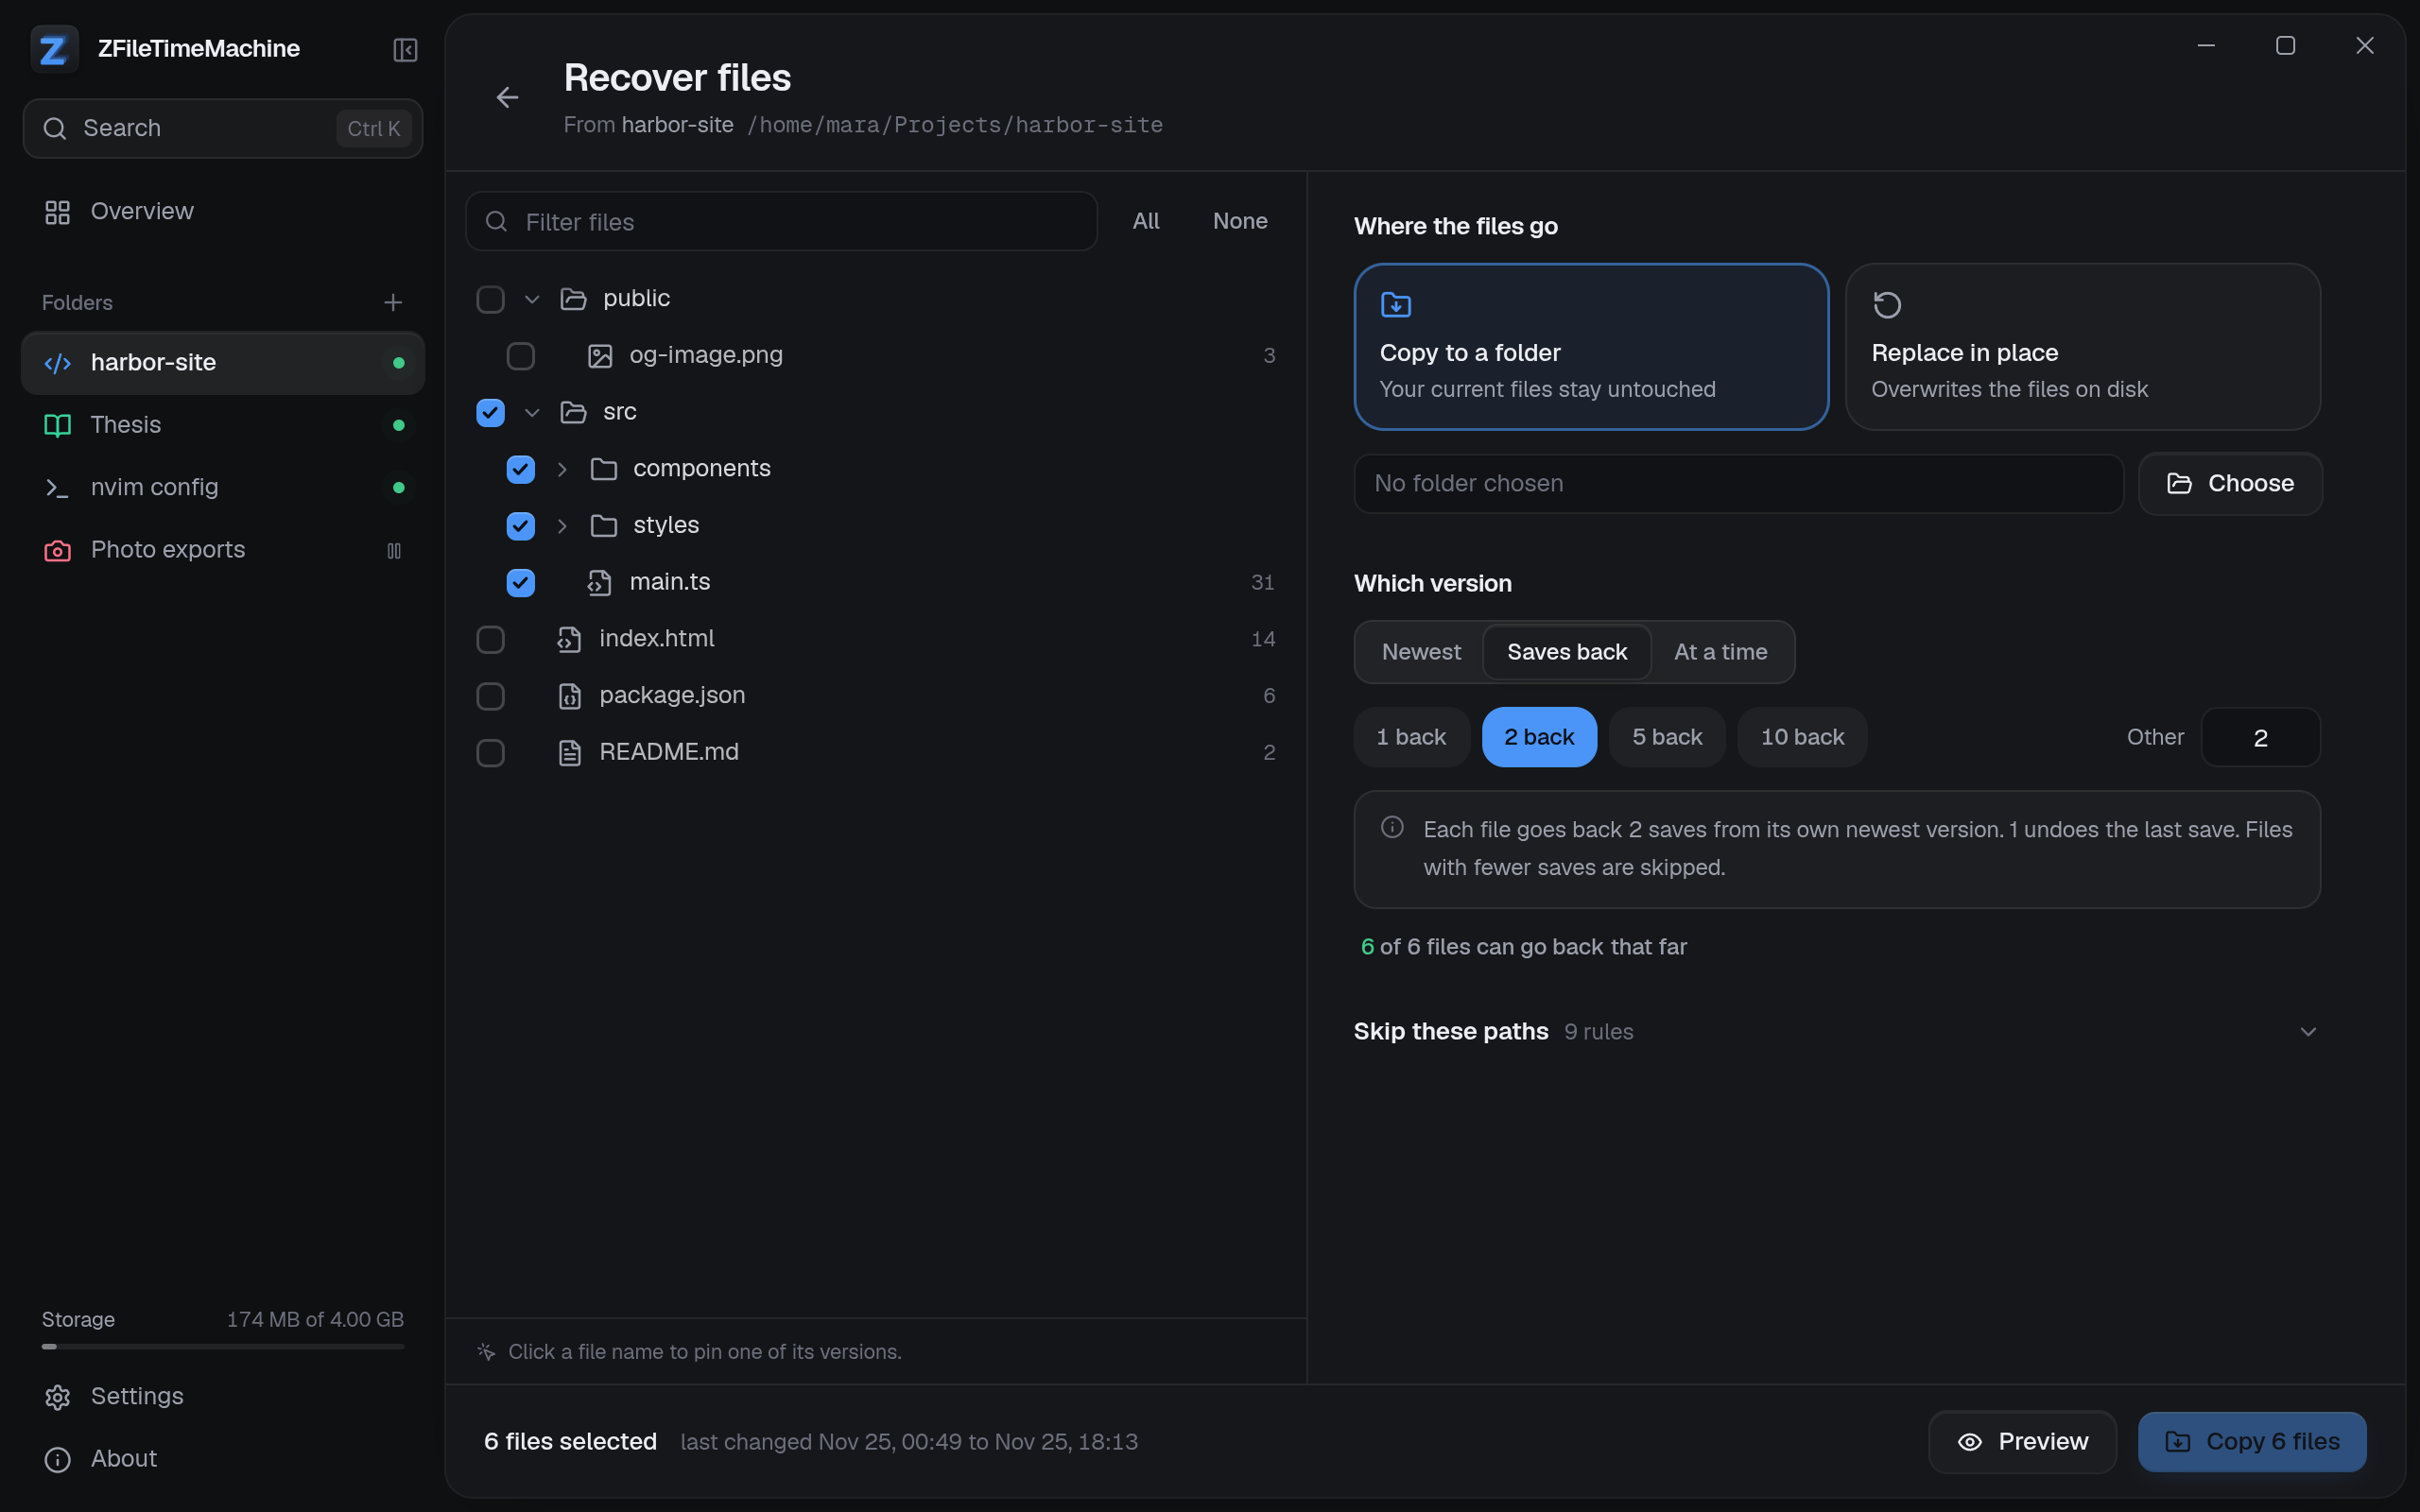 ZFileTimeMachine
Search Ctrl K
Overview
Folders
harbor-site
Thesis
nvim config
Photo exports
Storage 174 MB of 4.00 GB
Settings
About
Recover files
From harbor-site /home/mara/Projects/harbor-site
Filter files All None
public
og-image.png 3
src
components
styles
main.ts 31
index.html 14
package.json 6
README.md 2
Click a file name to pin one of its versions.
Where the files go
Copy to a folder
Your current files stay untouched
Replace in place
Overwrites the files on disk
No folder chosen Choose
Which version
Newest Saves back At a time
1 back 2 back 5 back 10 back Other 2
Each file goes back 2 saves from its own newest version. 1 undoes the last save. Files
with fewer saves are skipped.
6 of 6 files can go back that far
Skip these paths 9 rules
6 files selected last changed Nov 25, 00:49 to Nov 25, 18:13
Preview Copy 6 files